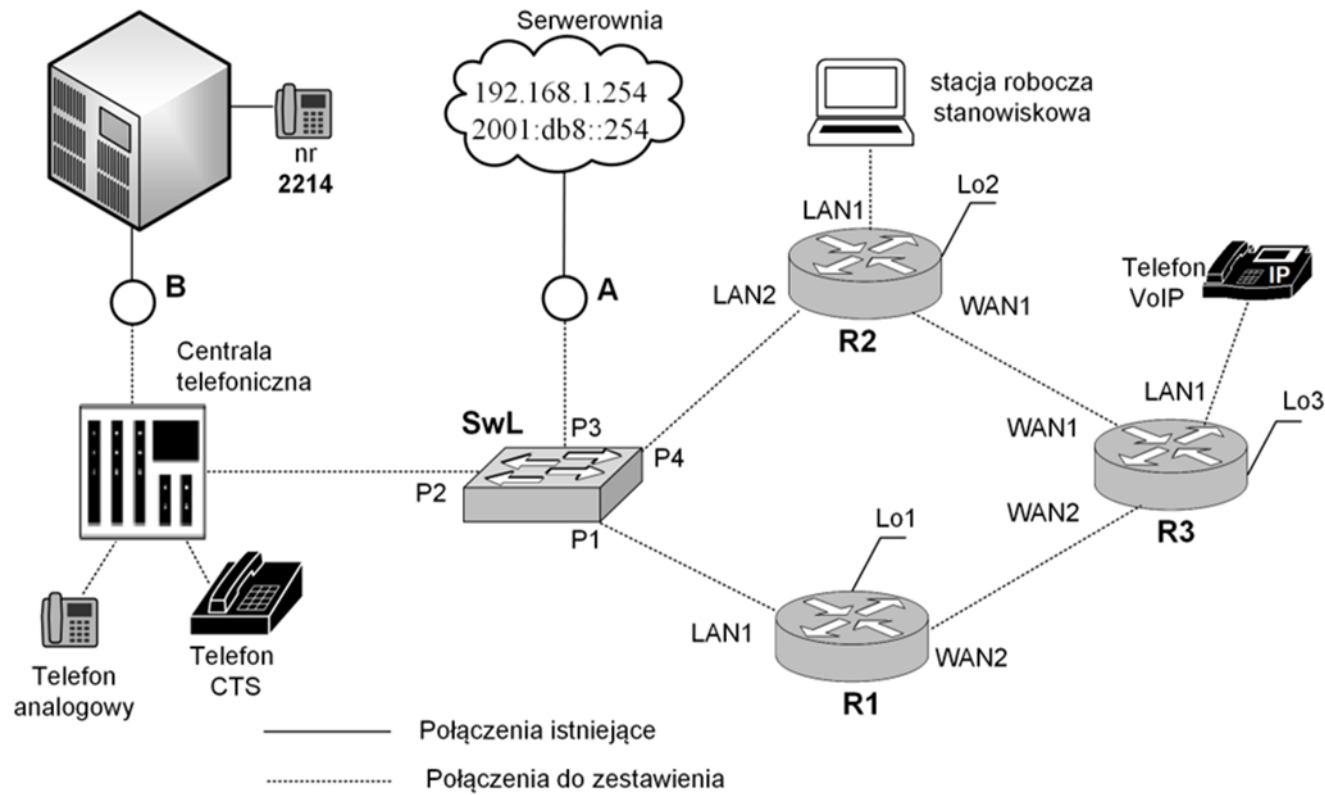 Serwerownia
192.168.1.254
2001:db8::254
nr
2214
B
A
stacja robocza
stanowiskowa
LAN1
Lo2
LAN2
WAN1
R2
Telefon
VoIP
IP
Centrala
telefoniczna
SwL
P3
P4
P2
P1
LAN1
Lo3
WAN1
WAN2
R3
Lo1
LAN1
WAN2
R1
Telefon
analogowy
Telefon
CTS
Połączenia istniejące
Połączenia do zestawienia